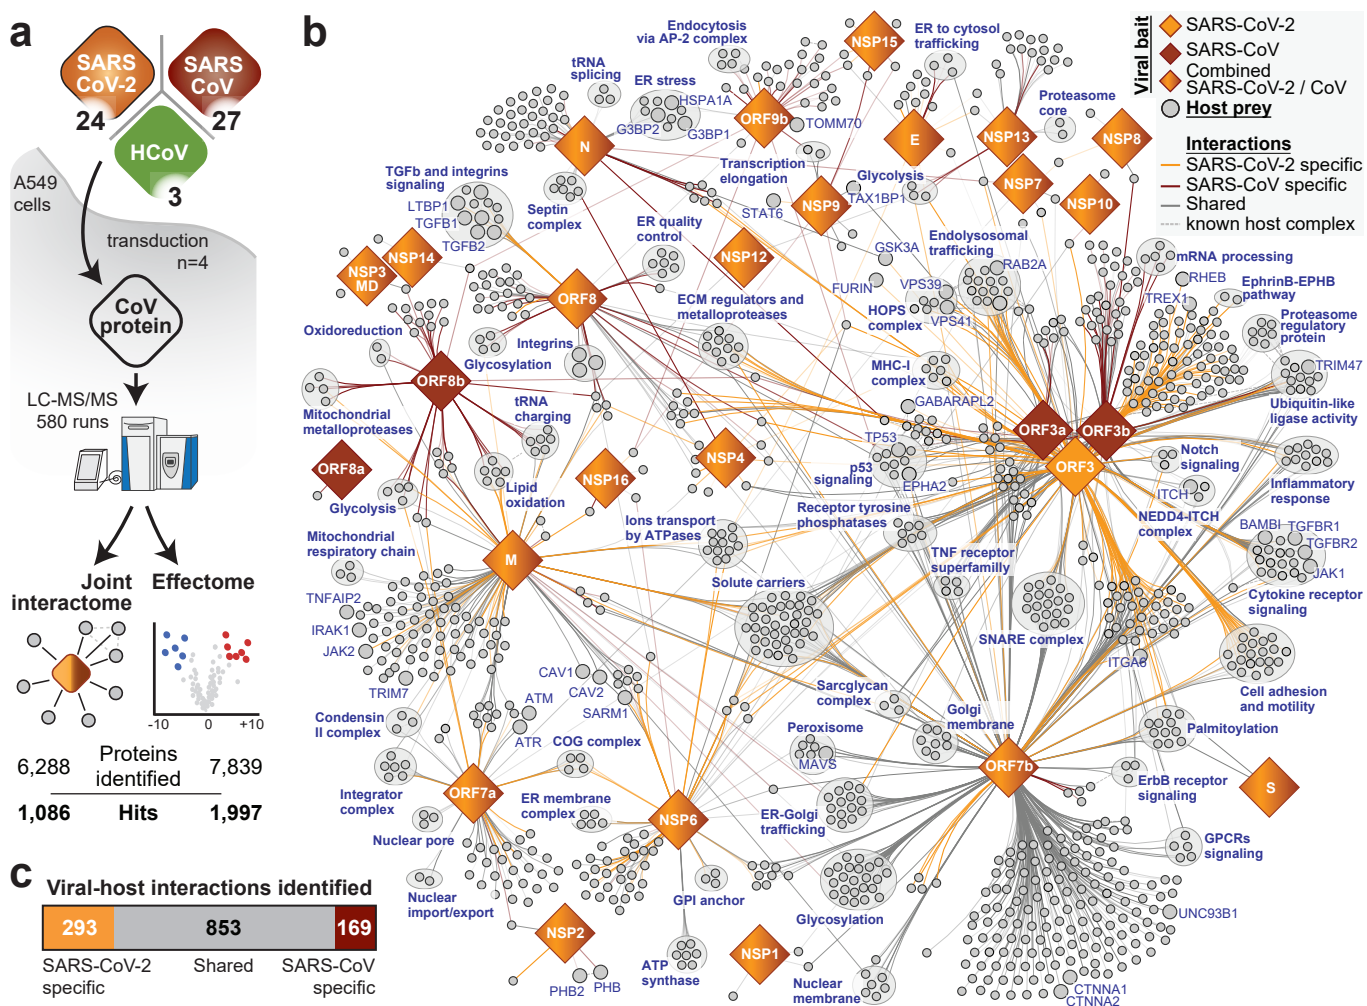 a
SARS
CoV-2
24
SARS
CoV
27
HCoV
3
A549
cells
transduction
n=4
CoV
protein
LC-MS/MS
580 runs
Joint
interactome
Effectome
-10
0
+10
6,288
Proteins
identified
7,839
1,086
Hits
1,997
b
Viral bait
SARS-CoV-2
SARS-CoV
Combined
SARS-CoV-2 / CoV
Host prey
Interactions
SARS-CoV-2 specific
SARS-CoV specific
Shared
known host complex
Endocytosis
via AP-2 complex
NSP15
ER to cytosol
trafficking
tRNA
splicing
ER stress
HSPA1A
G3BP2
G3BP1
ORF9b
TOMM70
N
E
NSP13
Proteasome
core
NSP8
NSP7
NSP10
Transcription
elongation
Glycolysis
TAX1BP1
NSP9
STAT6
TGFb and integrins
signaling
LTBP1
TGFB1
TGFB2
Septin
complex
ER quality
control
NSP12
GSK3A
FURIN
Endolysosomal
trafficking
RAB2A
VPS39
HOPS
complex
VPS41
mRNA processing
RHEB
TREX1
EphrinB-EPHB
pathway
Proteasome
regulatory
protein
TRIM47
Ubiquitin-like
ligase activity
NSP3
MD
NSP14
ORF8
ECM regulators and
metalloproteases
Oxidoreduction
Glycosylation
Integrins
MHC-I
complex
GABARAPL2
ORF8b
Mitochondrial
metalloproteases
tRNA
charging
ORF3a
ORF3b
ORF3
TP53
p53
signaling
EPHA2
Notch
signaling
ITCH
NEDD4-ITCH
complex
Inflammatory
response
ORF8a
Glycolysis
Lipid
oxidation
NSP16
NSP4
Receptor tyrosine
phosphatases
Ions transport
by ATPases
BAMBI
TGFBR1
TGFBR2
JAK1
Cytokine receptor
signaling
Mitochondrial
respiratory chain
M
TNF receptor
superfamilly
Solute carriers
SNARE complex
TNFAIP2
IRAK1
JAK2
TRIM7
ITGA6
Cell adhesion
and motility
CAV1
CAV2
SARM1
ATM
ATR
Sarcglycan
complex
Golgi
membrane
Palmitoylation
Condensin
II complex
COG complex
Peroxisome
MAVS
ORF7b
ErbB receptor
signaling
S
Integrator
complex
ORF7a
ER membrane
complex
NSP6
ER-Golgi
trafficking
GPCRs
signaling
Nuclear pore
Nuclear
import/export
GPI anchor
Glycosylation
UNC93B1
NSP2
ATP
synthase
NSP1
Nuclear
membrane
PHB2
PHB
CTNNA1
CTNNA2
c
Viral-host interactions identified
293
853
169
SARS-CoV-2
specific
Shared
SARS-CoV
specific